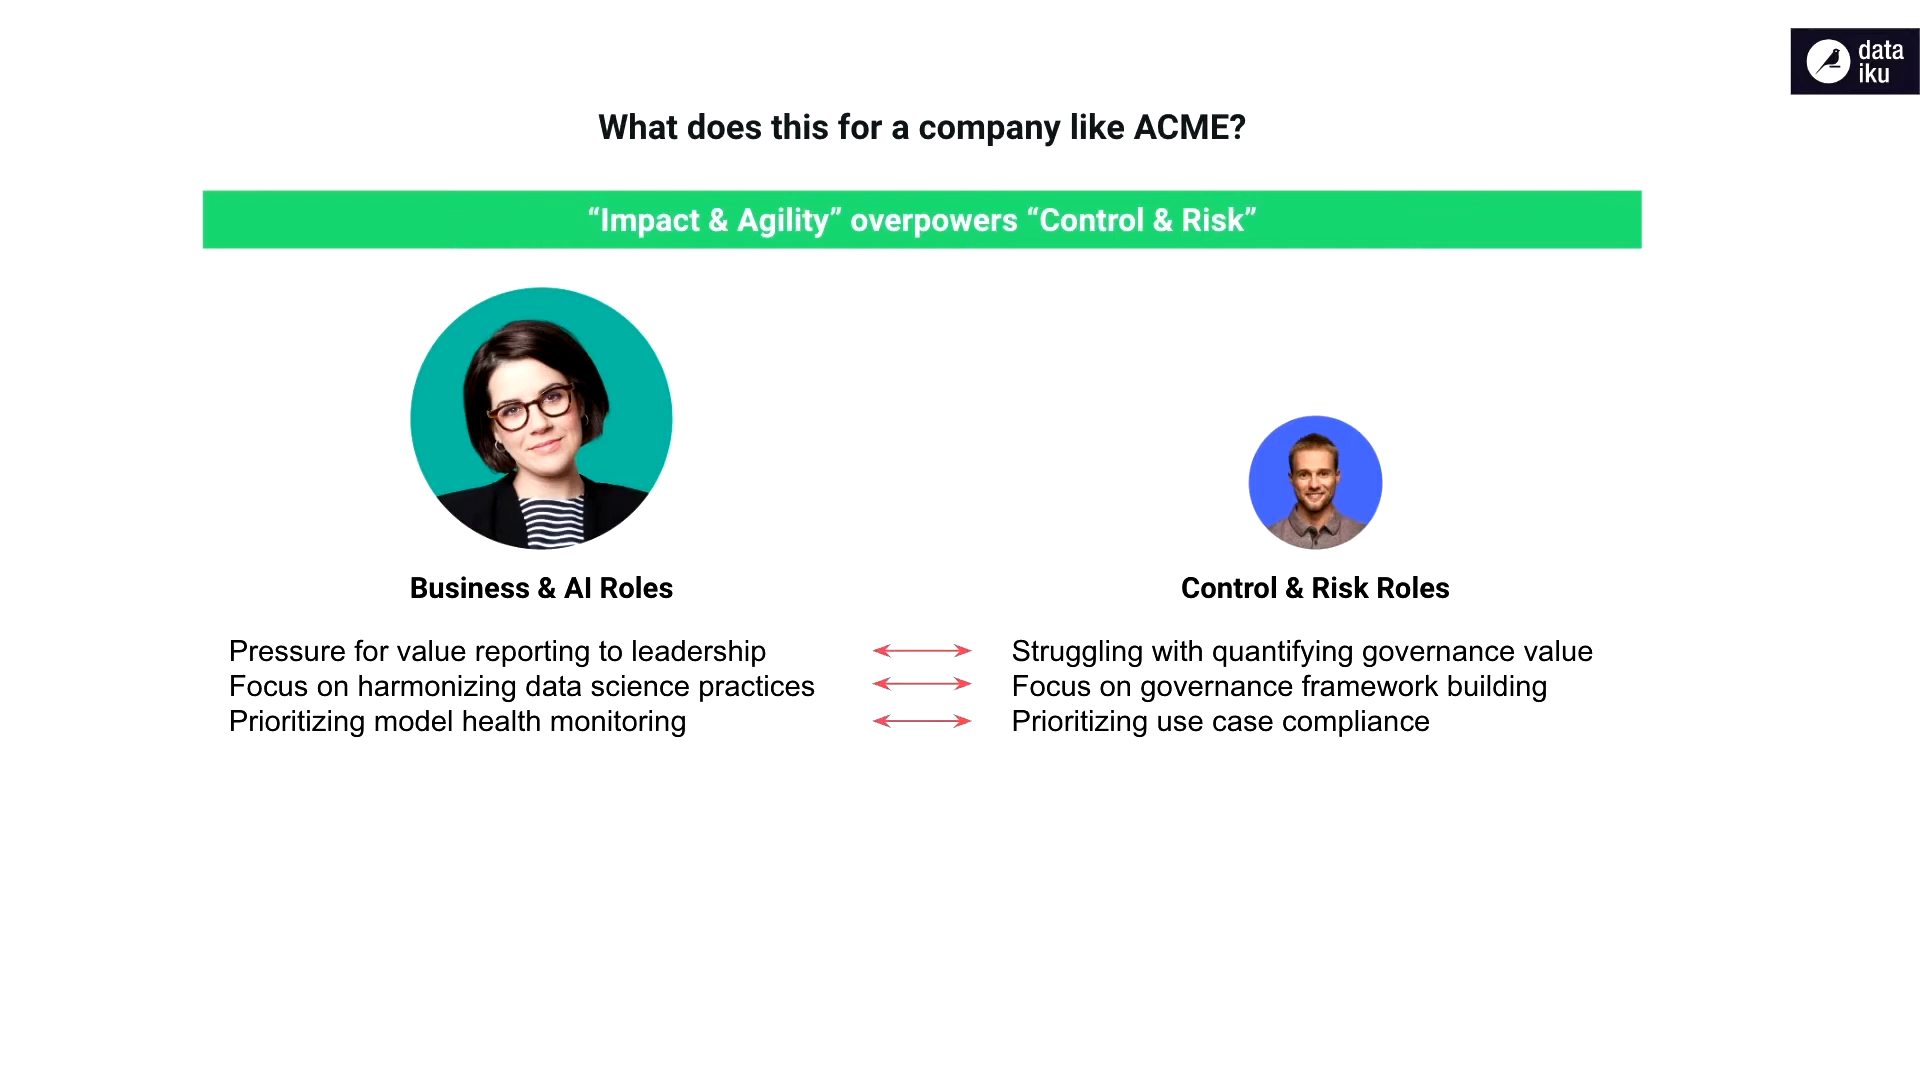 data
iku
What does this for a company like ACME?
“Impact & Agility” overpowers “Control & Risk”
Business & AI Roles
Control & Risk Roles
Pressure for value reporting to leadership
Struggling with quantifying governance value
Focus on harmonizing data science practices
Focus on governance framework building
Prioritizing model health monitoring
Prioritizing use case compliance